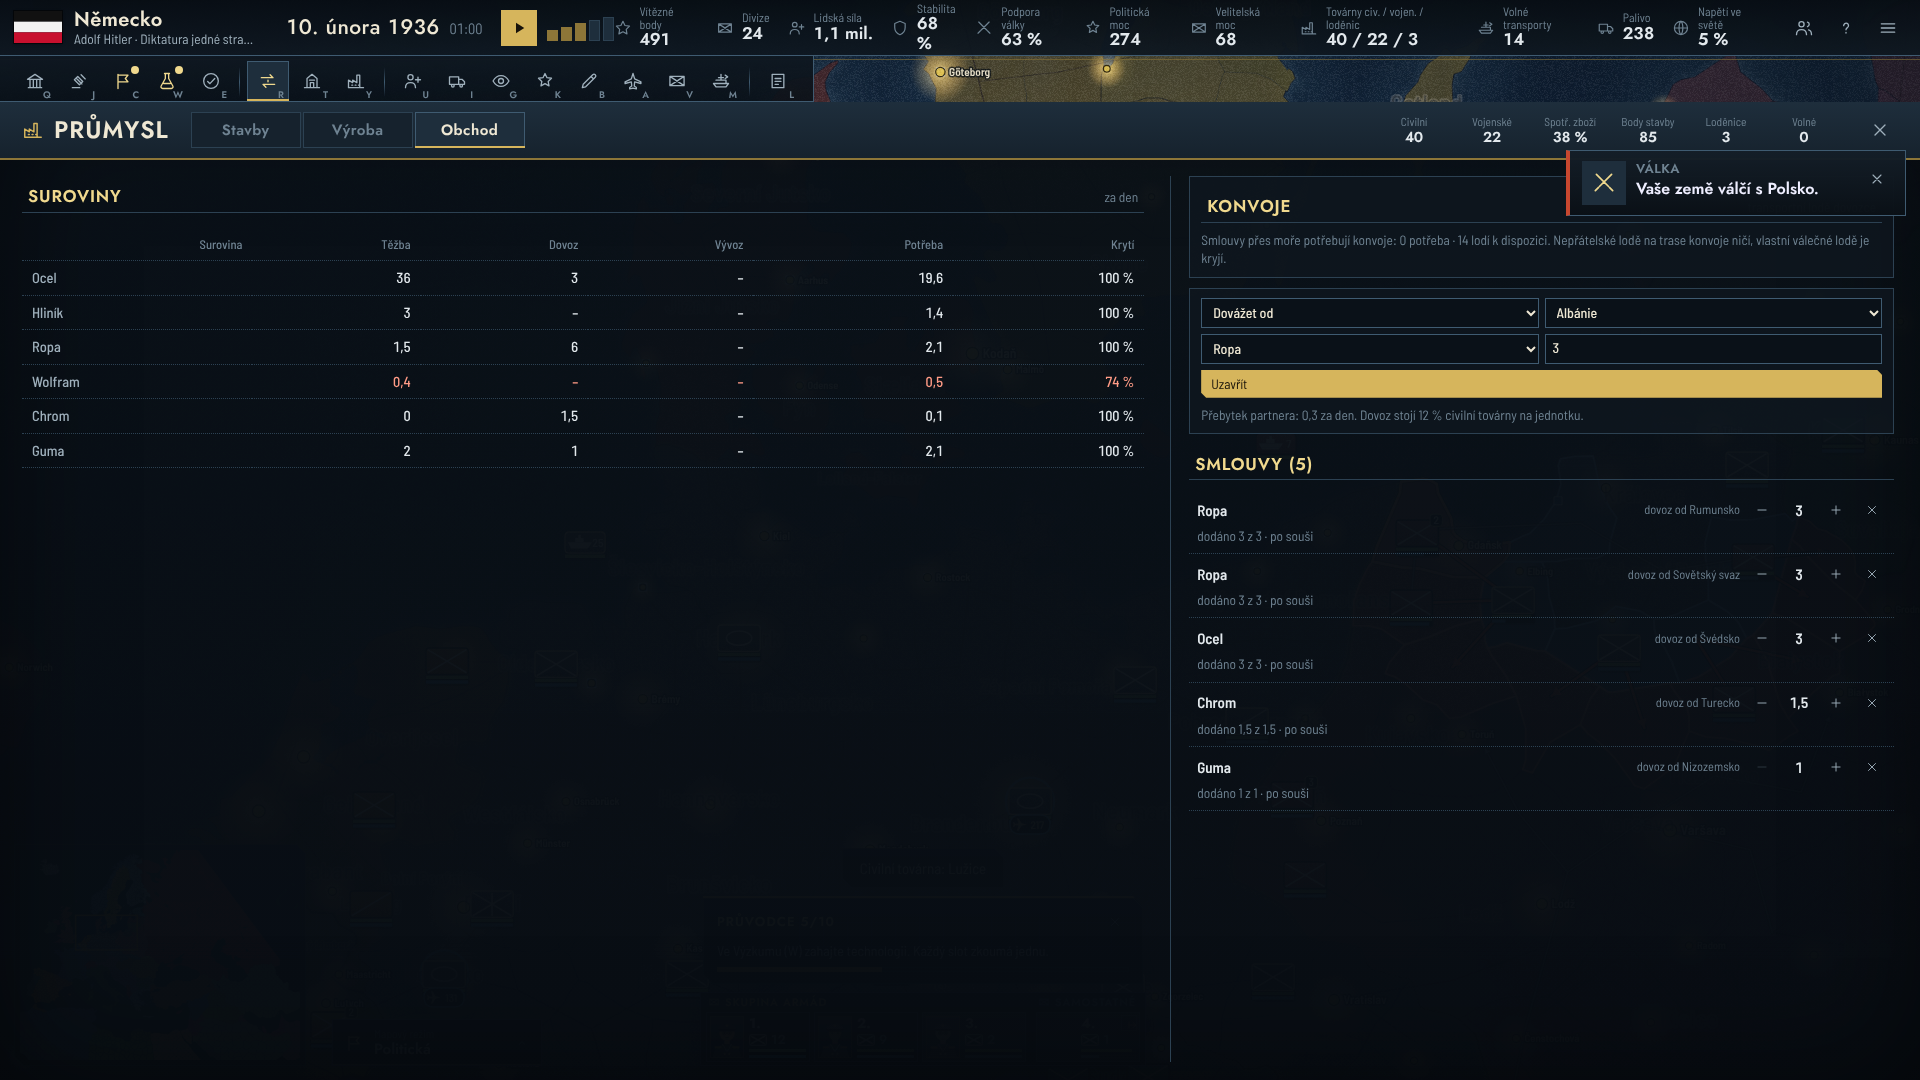 Německo
Adolf Hitler · Diktatura jedné stra...
10. února 1936 01:00
Vítězné body 491
Divize 24
Lidská síla 1,1 mil.
Stabilita 68 %
Podpora války 63 %
Politická moc 274
Velitelská moc 68
Továrny civ. / vojen. / loděnic 40 / 22 / 3
Volné transporty 14
Palivo 238
Napětí ve světě 5 %
?
Q J C W E R T Y U I G K B A V M L
Göteborg
PRŮMYSL
Stavby
Výroba
Obchod
Civilní 40
Vojenské 22
Spotř. zboží 38 %
Body stavby 85
Loděnice 3
Volné 0
VÁLKA
Vaše země válčí s Polsko.
SUROVINY
za den
Surovina Těžba Dovoz Vývoz Potřeba Krytí
Ocel 36 3 – 19,6 100 %
Hliník 3 – – 1,4 100 %
Ropa 1,5 6 – 2,1 100 %
Wolfram 0,4 – – 0,5 74 %
Chrom 0 1,5 – 0,1 100 %
Guma 2 1 – 2,1 100 %
KONVOJE
Smlouvy přes moře potřebují konvoje: 0 potřeba · 14 lodí k dispozici. Nepřátelské lodě na trase konvoje ničí, vlastní válečné lodě je
kryjí.
Dovážet od
Albánie
Ropa
3
Uzavřít
Přebytek partnera: 0,3 za den. Dovoz stojí 12 % civilní továrny na jednotku.
SMLOUVY (5)
Ropa dovoz od Rumunsko − 3 +
dodáno 3 z 3 · po souši
Ropa dovoz od Sovětský svaz − 3 +
dodáno 3 z 3 · po souši
Ocel dovoz od Švédsko − 3 +
dodáno 3 z 3 · po souši
Chrom dovoz od Turecko − 1,5 +
dodáno 1,5 z 1,5 · po souši
Guma dovoz od Nizozemsko − 1 +
dodáno 1 z 1 · po souši